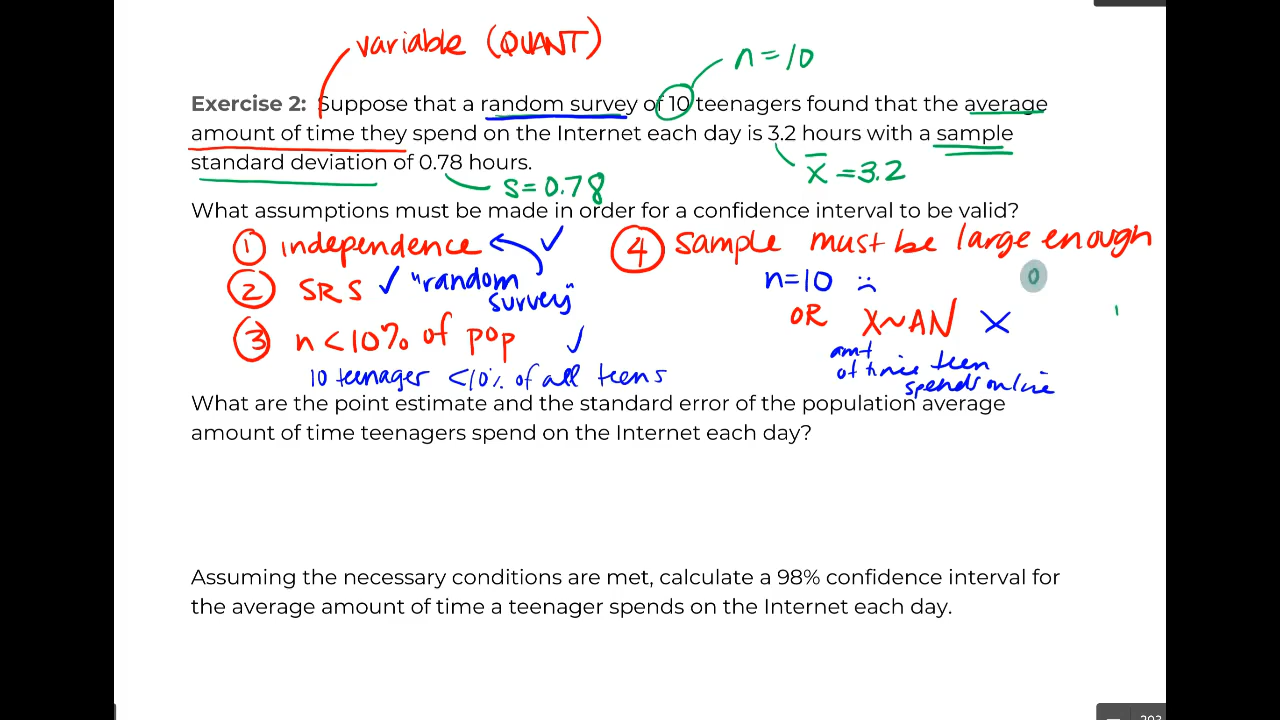 variable (QUANT)
n=10
Exercise 2: Suppose that a random survey of 10 teenagers found that the average
amount of time they spend on the Internet each day is 3.2 hours with a sample
standard deviation of 0.78 hours.
x̅ = 3.2
s=0.78
What assumptions must be made in order for a confidence interval to be valid?
① independence ✓
② SRS ✓ "random
survey"
③ n<10% of pop ✓
10 teenager <10% of all teens
④ sample must be large enough
n=10 :(
OR X~AN X
amt
of time teen
spends online
What are the point estimate and the standard error of the population average
amount of time teenagers spend on the Internet each day?
Assuming the necessary conditions are met, calculate a 98% confidence interval for
the average amount of time a teenager spends on the Internet each day.